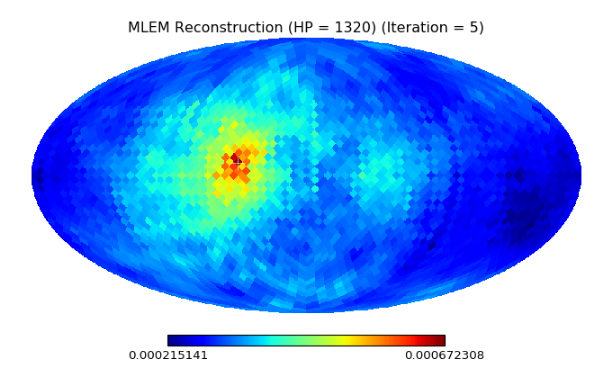 MLEM Reconstruction (HP = 1320) (Iteration = 5)
0.000215141 0.000672308